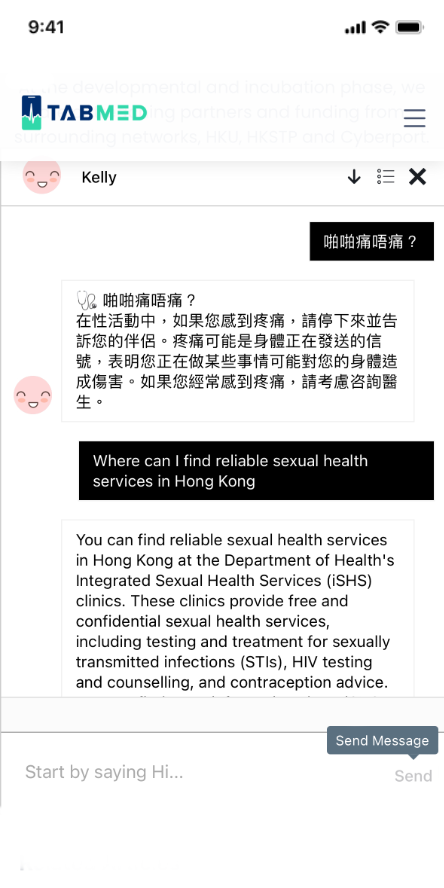 9:41
the developmental and incubation phase, we
TABMED
ing partners and funding from
surrounding networks, HKU, HKSTP and Cyberport.
Kelly
啪啪痛唔痛？
🩺 啪啪痛唔痛？
在性活動中，如果您感到疼痛，請停下來並告
訴您的伴侶。疼痛可能是身體正在發送的信
號，表明您正在做某些事情可能對您的身體造
成傷害。如果您經常感到疼痛，請考慮咨詢醫
生。
Where can I find reliable sexual health
services in Hong Kong
You can find reliable sexual health services
in Hong Kong at the Department of Health's
Integrated Sexual Health Services (iSHS)
clinics. These clinics provide free and
confidential sexual health services,
including testing and treatment for sexually
transmitted infections (STIs), HIV testing
and counselling, and contraception advice.
Send Message
Start by saying Hi...
Send